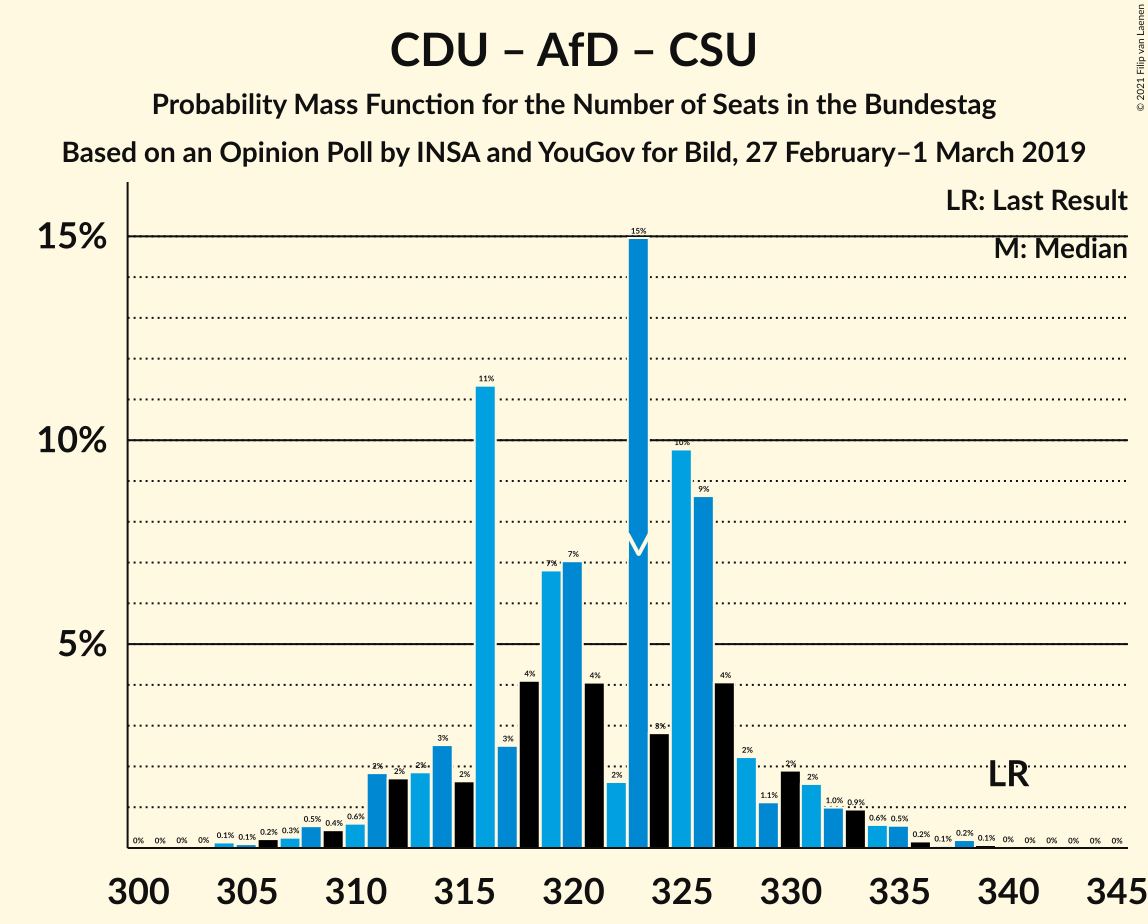 CDU – AfD – CSU
Probability Mass Function for the Number of Seats in the Bundestag
Based on an Opinion Poll by INSA and YouGov for Bild, 27 February–1 March 2019
© 2021 Filip van Laenen
LR: Last Result
M: Median
15%
10%
5%
0% 0% 0% 0% 0.1% 0.1% 0.2% 0.3% 0.5% 0.4% 0.6% 2% 2% 2% 3% 2% 11% 3% 4% 7% 7% 4% 2% 15% 3% 10% 9% 4% 2% 1.1% 2% 2% 1.0% 0.9% 0.6% 0.5% 0.2% 0.1% 0.2% 0.1% 0% 0% 0% 0% 0% 0%
M
LR
300 305 310 315 320 325 330 335 340 345